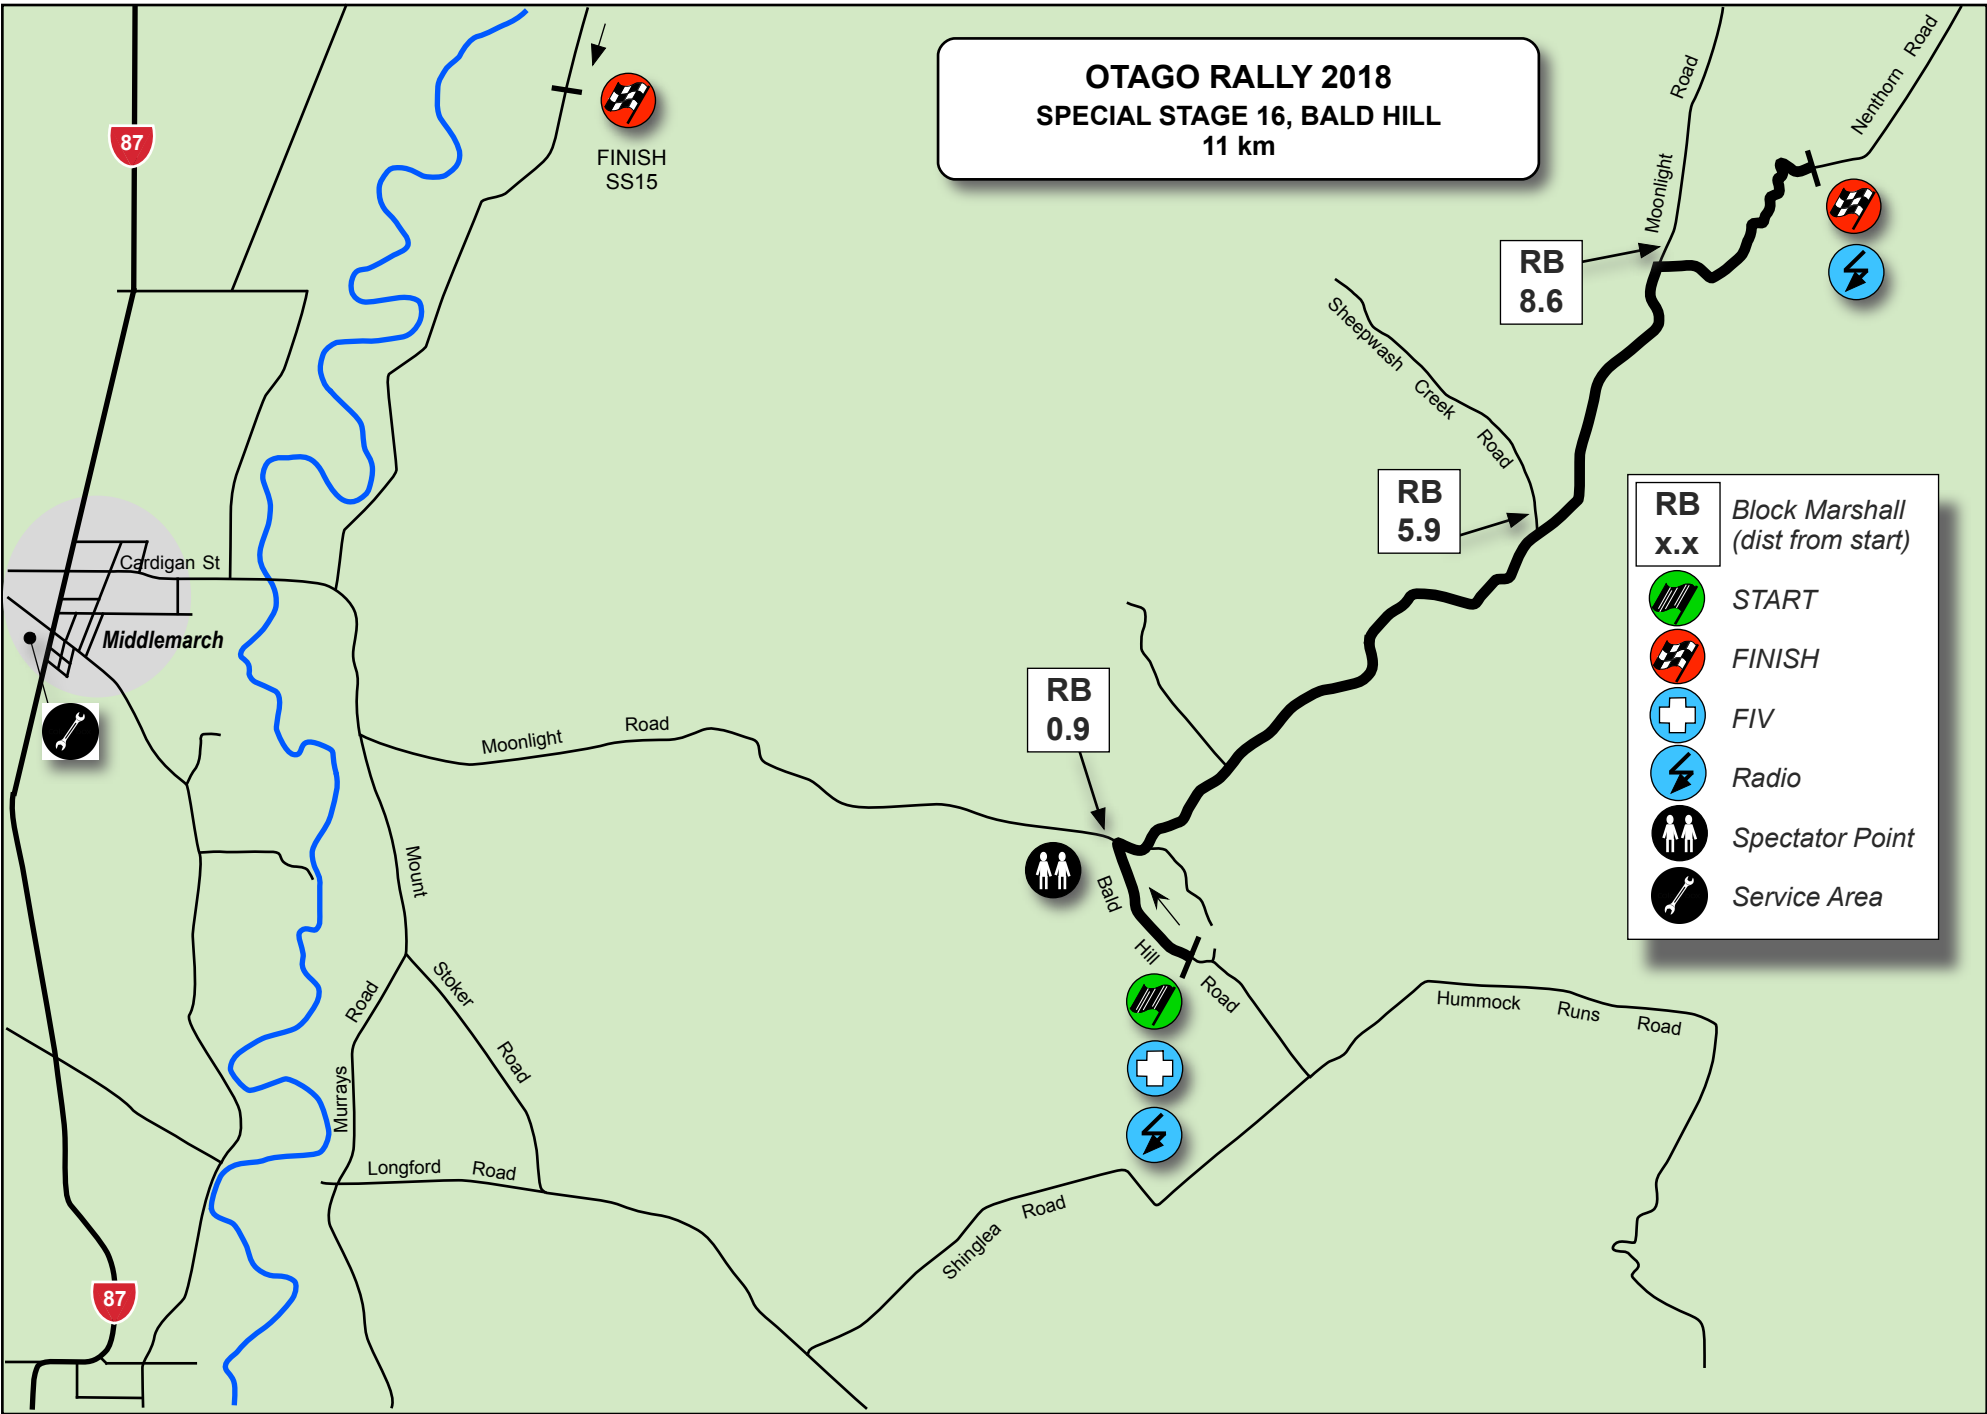 OTAGO RALLY 2018
SPECIAL STAGE 16, BALD HILL
11 km
87
FINISH
SS15
Moonlight Road
Nenthorn Road
RB
8.6
Sheepwash Creek Road
RB
5.9
Cardigan St
Middlemarch
RB
0.9
Moonlight Road
Mount
Stoker Road
Murrays Road
Longford Road
Bald Hill Road
Shinglea Road
Hummock Runs Road
87
RB
x.x
Block Marshall
(dist from start)
START
FINISH
FIV
Radio
Spectator Point
Service Area